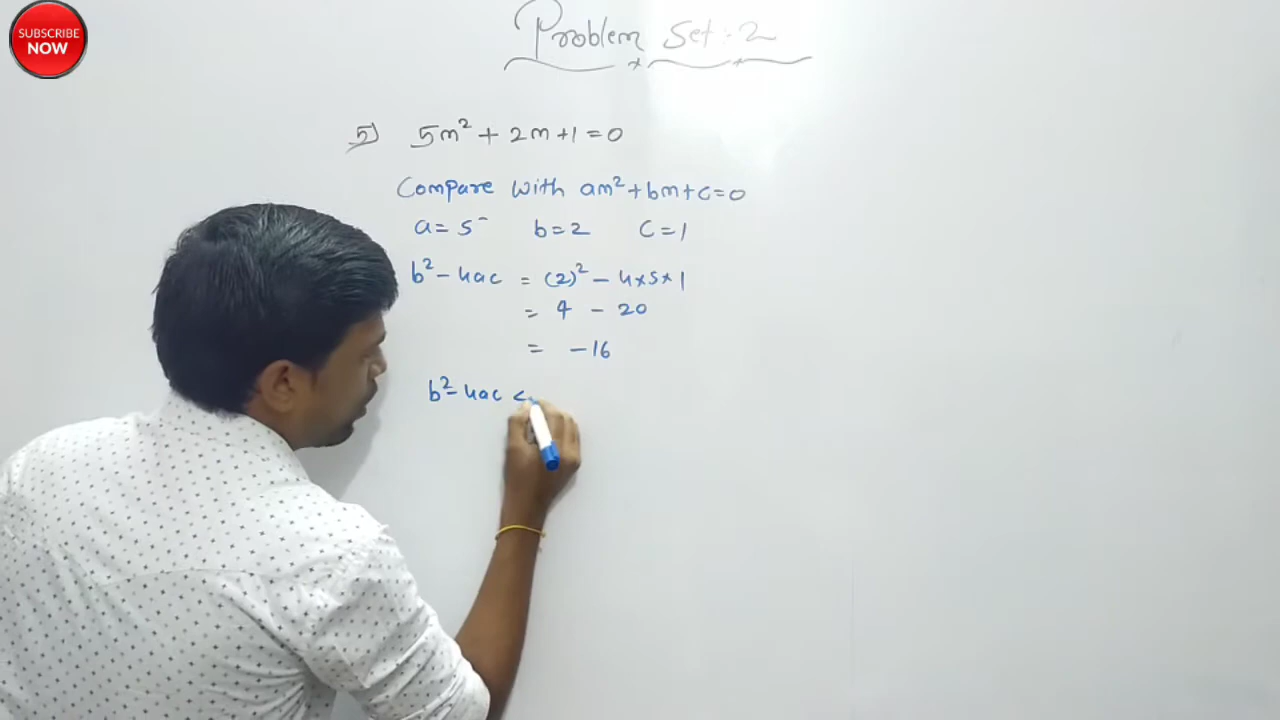 SUBSCRIBE
NOW
Problem Set:-2
5) 5m² + 2m + 1 = 0
Compare with am² + bm + c = 0
a = 5 b = 2 c = 1
b² - 4ac = (2)² - 4×5×1
= 4 - 20
= -16
b² - 4ac <